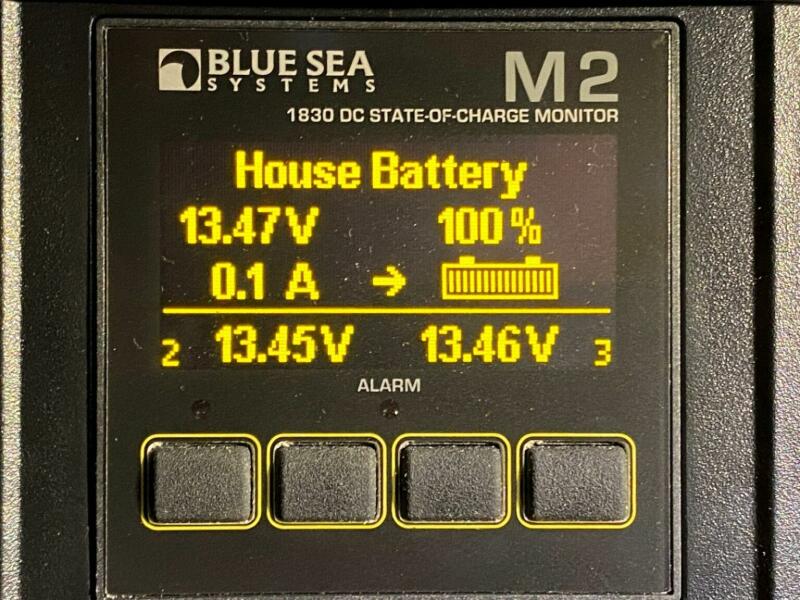 BLUE SEA
SYSTEMS
M2
1830 DC STATE-OF-CHARGE MONITOR
House Battery
13.47V 100%
0.1 A →
2 13.45V 13.46V 3
ALARM